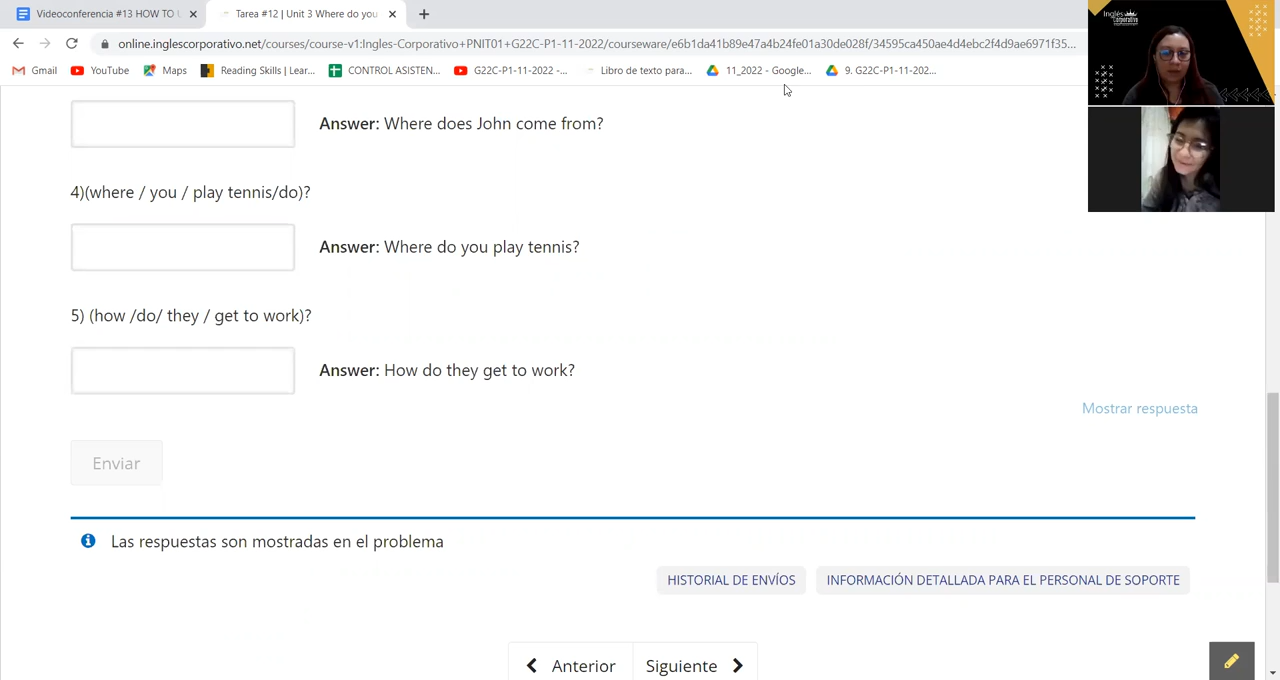 Videoconferencia #13 HOW TO
Tarea #12 | Unit 3 Where do you
online.inglescorporativo.net/courses/course-v1:Ingles-Corporativo+PNIT01+G22C-P1-11-2022/courseware/e6b1da41b89e47a4b24fe01a30de028f/34595ca450ae4d4ebc2f4d9ae6971f35...
Gmail
YouTube
Maps
Reading Skills | Lear...
CONTROL ASISTEN...
G22C-P1-11-2022 -...
Libro de texto para...
11_2022 - Google...
9. G22C-P1-11-202...
Inglés
Corporativo
Answer: Where does John come from?
4)(where / you / play tennis/do)?
Answer: Where do you play tennis?
5) (how /do/ they / get to work)?
Answer: How do they get to work?
Mostrar respuesta
Enviar
Las respuestas son mostradas en el problema
HISTORIAL DE ENVÍOS
INFORMACIÓN DETALLADA PARA EL PERSONAL DE SOPORTE
Anterior
Siguiente